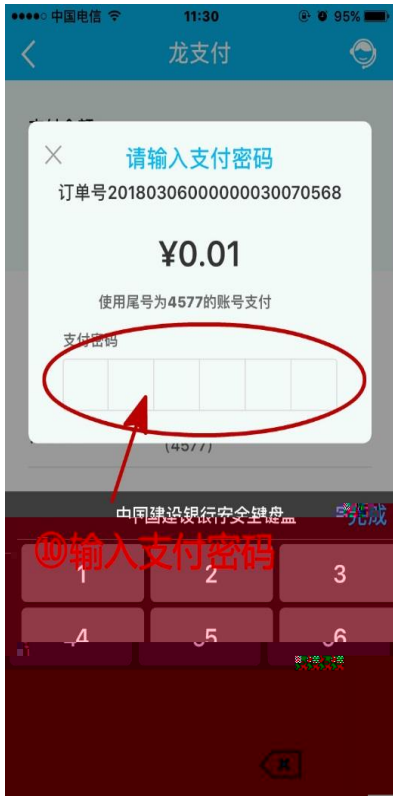 中国电信
11:30
95%
龙支付
请输入支付密码
订单号20180306000000030070568
¥0.01
使用尾号为4577的账号支付
支付密码
(4577)
中国建设银行安全键盘
完成
⑩输入支付密码
1
2
3
4
5
6